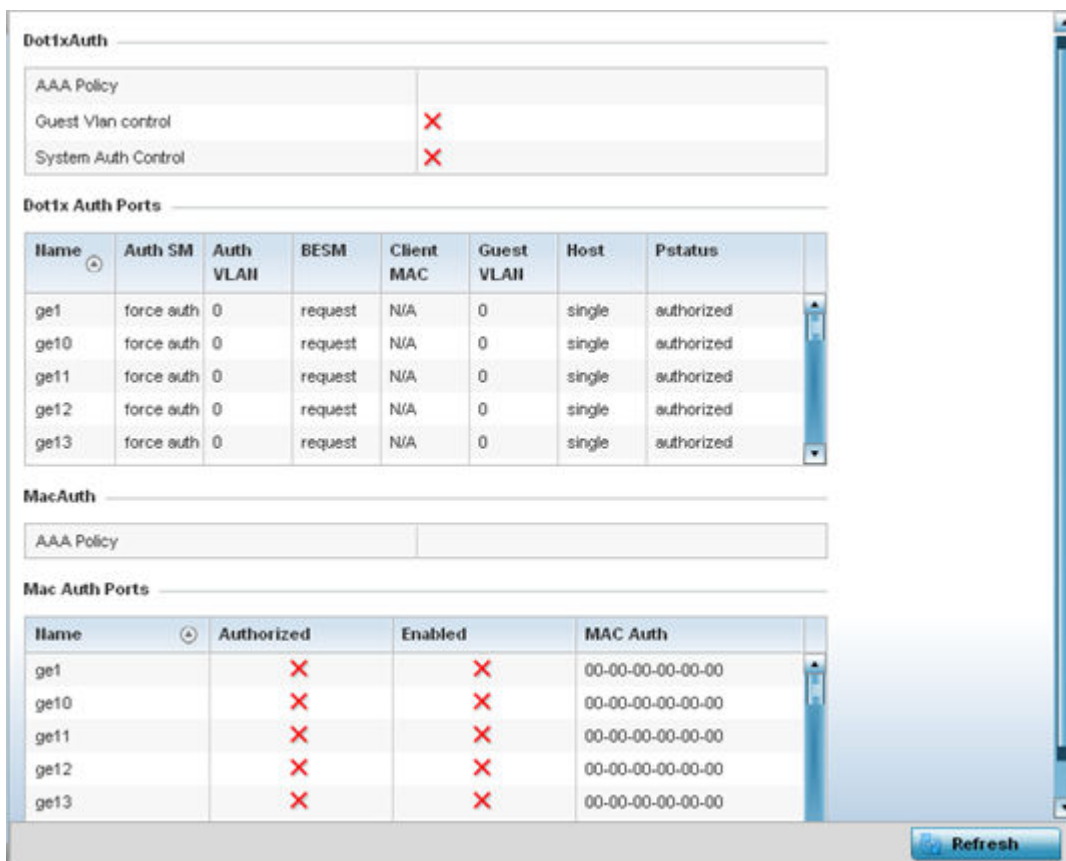 Dot1xAuth
AAA Policy
Guest Vlan control
System Auth Control
Dot1x Auth Ports
Name Auth SM Auth VLAN BESM Client MAC Guest VLAN Host Pstatus
ge1 force auth 0 request N/A 0 single authorized
ge10 force auth 0 request N/A 0 single authorized
ge11 force auth 0 request N/A 0 single authorized
ge12 force auth 0 request N/A 0 single authorized
ge13 force auth 0 request N/A 0 single authorized
MacAuth
AAA Policy
Mac Auth Ports
Name Authorized Enabled MAC Auth
ge1 00-00-00-00-00-00
ge10 00-00-00-00-00-00
ge11 00-00-00-00-00-00
ge12 00-00-00-00-00-00
ge13 00-00-00-00-00-00
Refresh